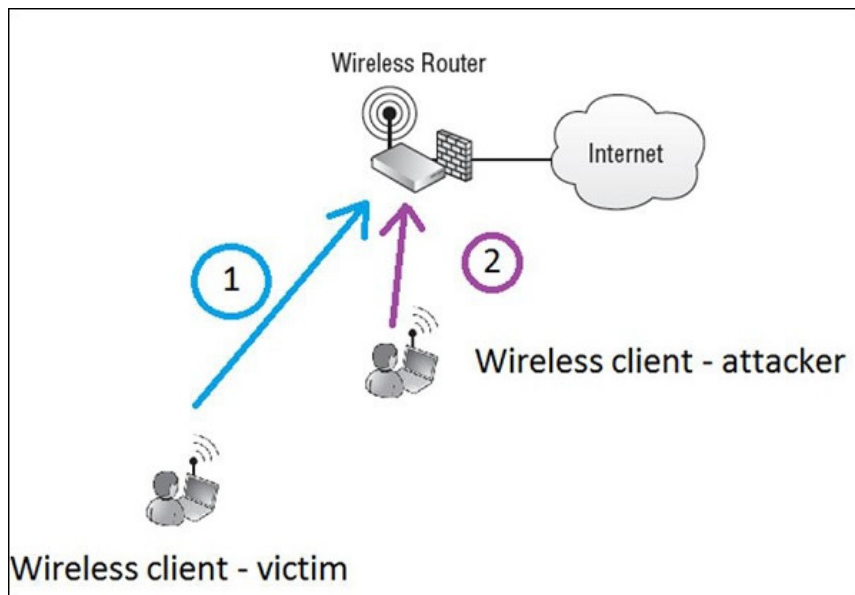 Wireless Router
Internet
1
2
Wireless client - attacker
Wireless client - victim